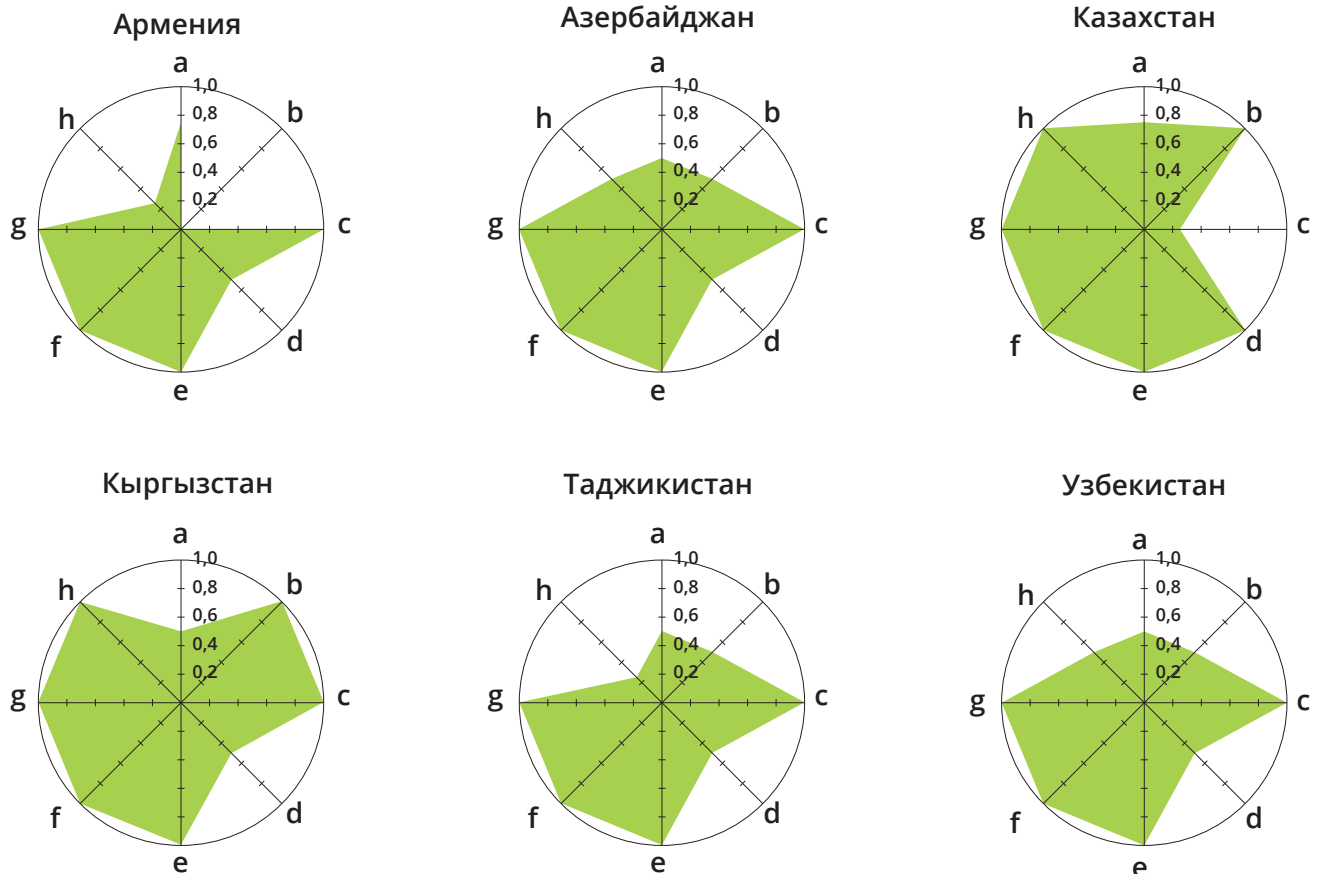 Армения
a
1,0
0,8
0,6
0,4
0,2
b
c
d
e
f
g
h
Азербайджан
a
1,0
0,8
0,6
0,4
0,2
b
c
d
e
f
g
h
Казахстан
a
1,0
0,8
0,6
0,4
0,2
b
c
d
e
f
g
h
Кыргызстан
a
1,0
0,8
0,6
0,4
0,2
b
c
d
e
f
g
h
Таджикистан
a
1,0
0,8
0,6
0,4
0,2
b
c
d
e
f
g
h
Узбекистан
a
1,0
0,8
0,6
0,4
0,2
b
c
d
e
f
g
h